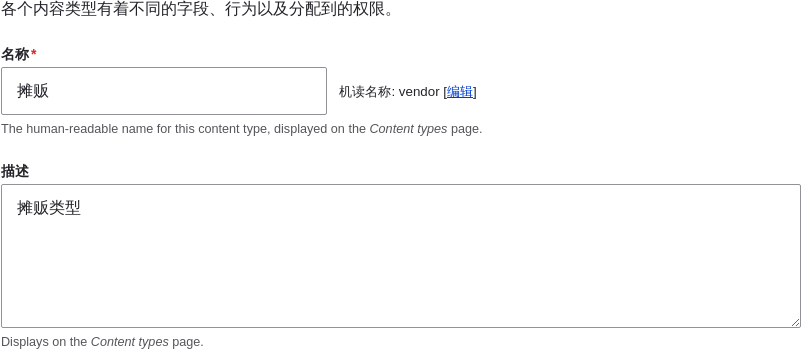 各个内容类型有着不同的字段、行为以及分配到的权限。
名称*
摊贩
机读名称: vendor [编辑]
The human-readable name for this content type, displayed on the Content types page.
描述
摊贩类型
Displays on the Content types page.